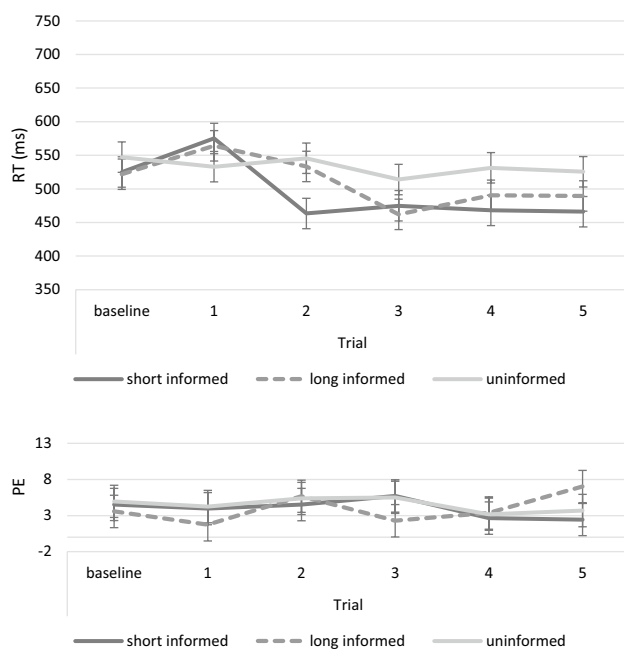 750
700
650
600
550
500
450
400
350
RT (ms)
baseline 1 2 3 4 5
Trial
short informed long informed uninformed
13
8
3
-2
PE
baseline 1 2 3 4 5
Trial
short informed long informed uninformed